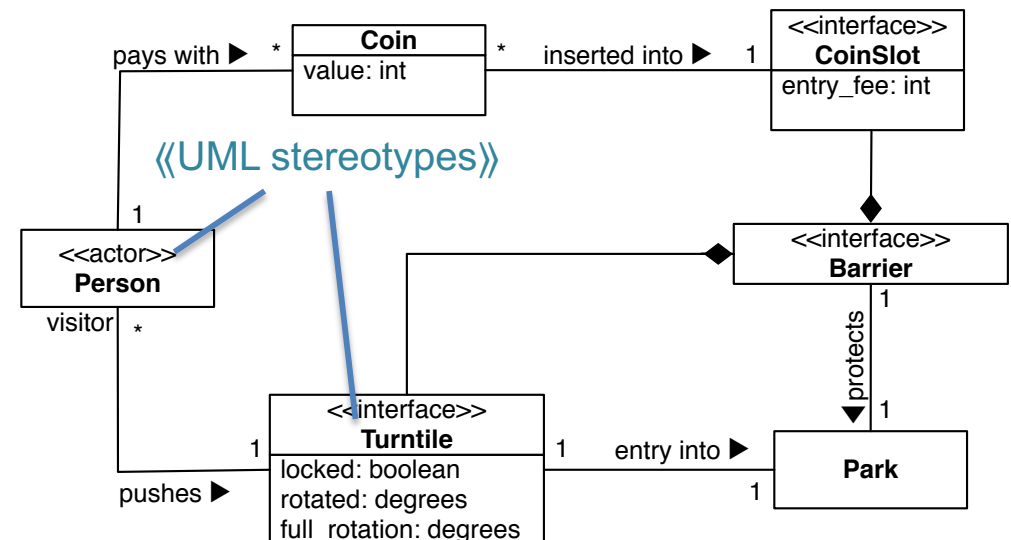 <<interface>>
CoinSlot
entry_fee: int
Coin
value: int
pays with ▶
*
*
inserted into ▶
1
《UML stereotypes》
1
<<actor>>
Person
visitor
*
<<interface>>
Barrier
1
protects ▶
1
<<interface>>
Turntile
locked: boolean
rotated: degrees
full_rotation: degrees
1
pushes ▶
1
entry into ▶
1
Park